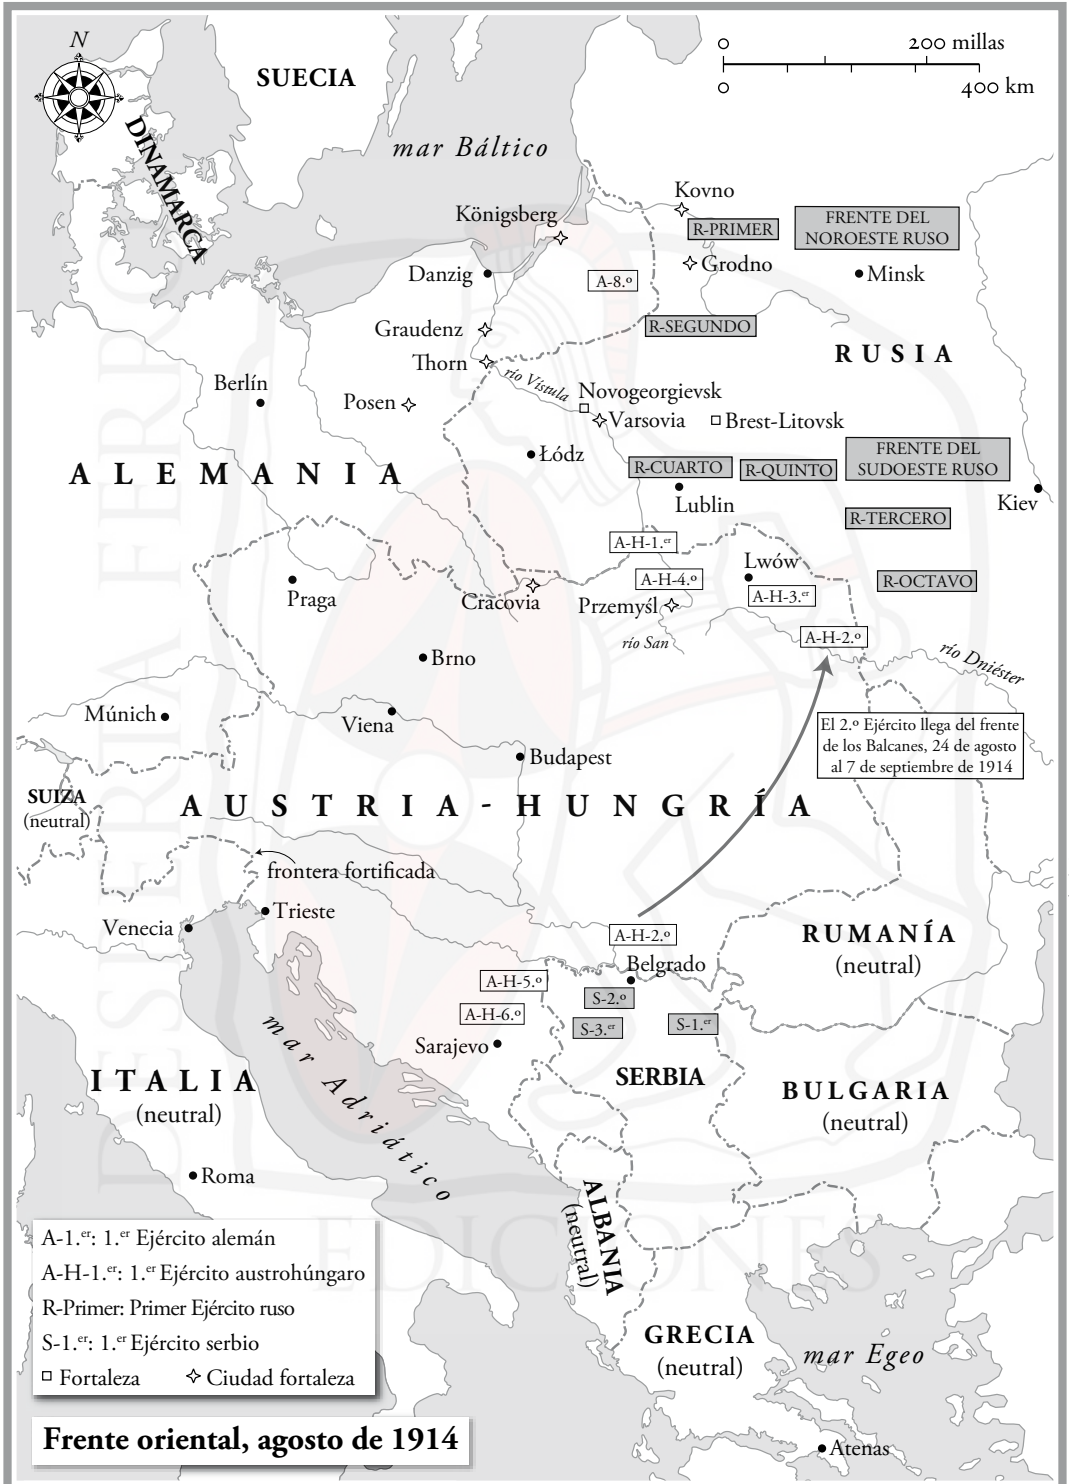 N
SUECIA
0 200 millas
0 400 km
DINAMARCA
mar Báltico
Kovno
Königsberg
R-PRIMER
FRENTE DEL
NOROESTE RUSO
Grodno
Danzig
A-8.º
Minsk
Graudenz
R-SEGUNDO
Thorn
RUSIA
río Vístula
Berlín
Novogeorgievsk
Posen
Varsovia
Brest-Litovsk
Łódz
FRENTE DEL
SUDOESTE RUSO
ALEMANIA
R-CUARTO
R-QUINTO
Lublin
Kiev
R-TERCERO
A-H-1.er
Lwów
A-H-4.º
R-OCTAVO
Praga
Cracovia
Przemyśl
A-H-3.er
río San
A-H-2.º
río Dniéster
Brno
Múnich
Viena
El 2.º Ejército llega del frente
de los Balcanes, 24 de agosto
al 7 de septiembre de 1914
Budapest
SUIZA
(neutral)
AUSTRIA-HUNGRÍA
frontera fortificada
Trieste
Venecia
A-H-2.º
RUMANÍA
(neutral)
Belgrado
A-H-5.º
S-2.º
A-H-6.º
S-3.er
S-1.er
Sarajevo
mar Adriático
ITALIA
(neutral)
SERBIA
BULGARIA
(neutral)
Roma
ALBANIA
(neutral)
A-1.er: 1.er Ejército alemán
A-H-1.er: 1.er Ejército austrohúngaro
R-Primer: Primer Ejército ruso
S-1.er: 1.er Ejército serbio
Fortaleza Ciudad fortaleza
GRECIA
(neutral)
mar Egeo
Frente oriental, agosto de 1914
Atenas
DESPERTA FERRO
EDICIONES